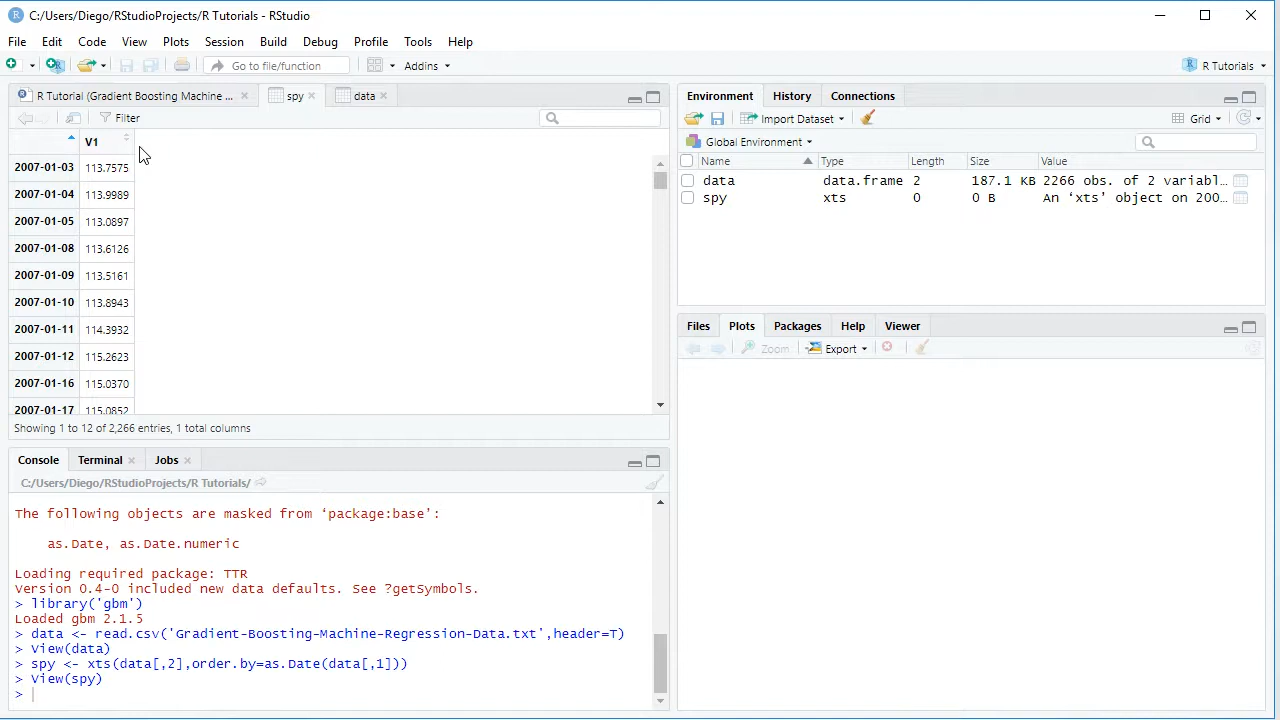 C:/Users/Diego/RStudioProjects/R Tutorials - RStudio
File Edit Code View Plots Session Build Debug Profile Tools Help
Go to file/function
Addins
R Tutorials
R Tutorial (Gradient Boosting Machine ...
spy
data
Filter
V1
2007-01-03 113.7575
2007-01-04 113.9989
2007-01-05 113.0897
2007-01-08 113.6126
2007-01-09 113.5161
2007-01-10 113.8943
2007-01-11 114.3932
2007-01-12 115.2623
2007-01-16 115.0370
2007-01-17 115.0852
Showing 1 to 12 of 2,266 entries, 1 total columns
Console Terminal Jobs
C:/Users/Diego/RStudioProjects/R Tutorials/
The following objects are masked from ‘package:base’:
as.Date, as.Date.numeric
Loading required package: TTR
Version 0.4-0 included new data defaults. See ?getSymbols.
> library('gbm')
Loaded gbm 2.1.5
> data <- read.csv('Gradient-Boosting-Machine-Regression-Data.txt',header=T)
> View(data)
> spy <- xts(data[,2],order.by=as.Date(data[,1]))
> View(spy)
>
Environment History Connections
Import Dataset
Grid
Global Environment
Name Type Length Size Value
data data.frame 2 187.1 KB 2266 obs. of 2 variabl...
spy xts 0 0 B An ‘xts’ object on 200...
Files Plots Packages Help Viewer
Zoom Export